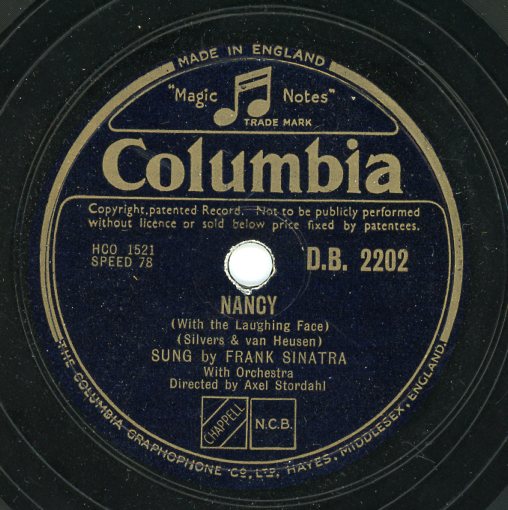 MADE IN ENGLAND
"Magic Notes"
TRADE MARK
Columbia
Copyright,patented Record. Not to be publicly performed
without licence or sold below price fixed by patentees.
HCO 1521
SPEED 78
D.B. 2202
NANCY
(With the Laughing Face)
(Silvers & van Heusen)
SUNG by FRANK SINATRA
With Orchestra
Directed by Axel Stordahl
CHAPPELL
N.C.B.
THE COLUMBIA GRAPHOPHONE CO, LTD, HAYES, MIDDLESEX, ENGLAND.